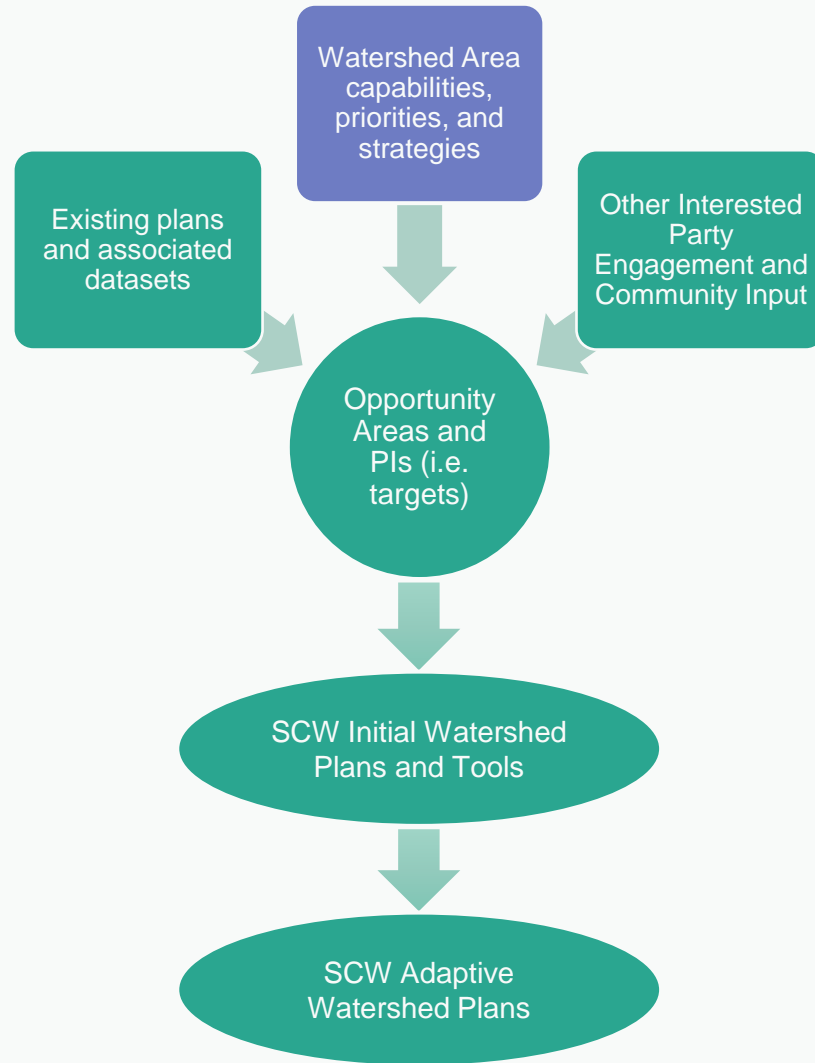 Watershed Area
capabilities,
priorities, and
strategies
Existing plans
and associated
datasets
Other Interested
Party
Engagement and
Community Input
Opportunity
Areas and
PIs (i.e.
targets)
SCW Initial Watershed
Plans and Tools
SCW Adaptive
Watershed Plans